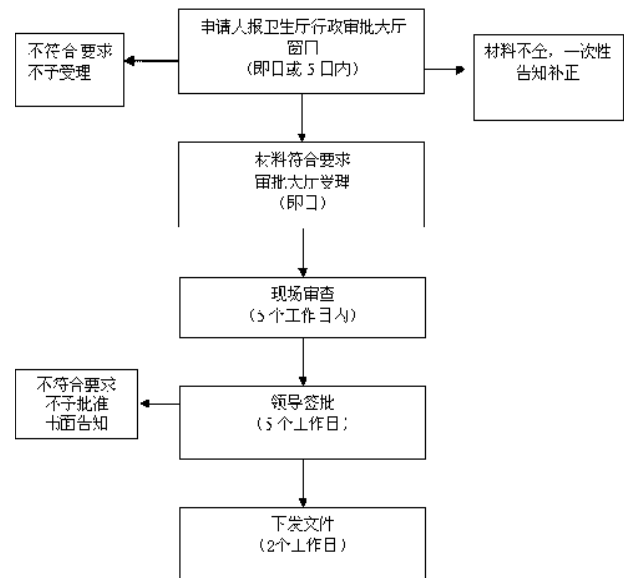 申请人报卫生厅行政审批大厅
窗口
（即日或5日内）
不符合要求
不予受理
材料不全，一次性
告知补正
材料符合要求
审批大厅受理
（即日）
现场审查
（5个工作日内）
不符合要求
不予批准
书面告知
领导签批
（5个工作日）
下发文件
（2个工作日）